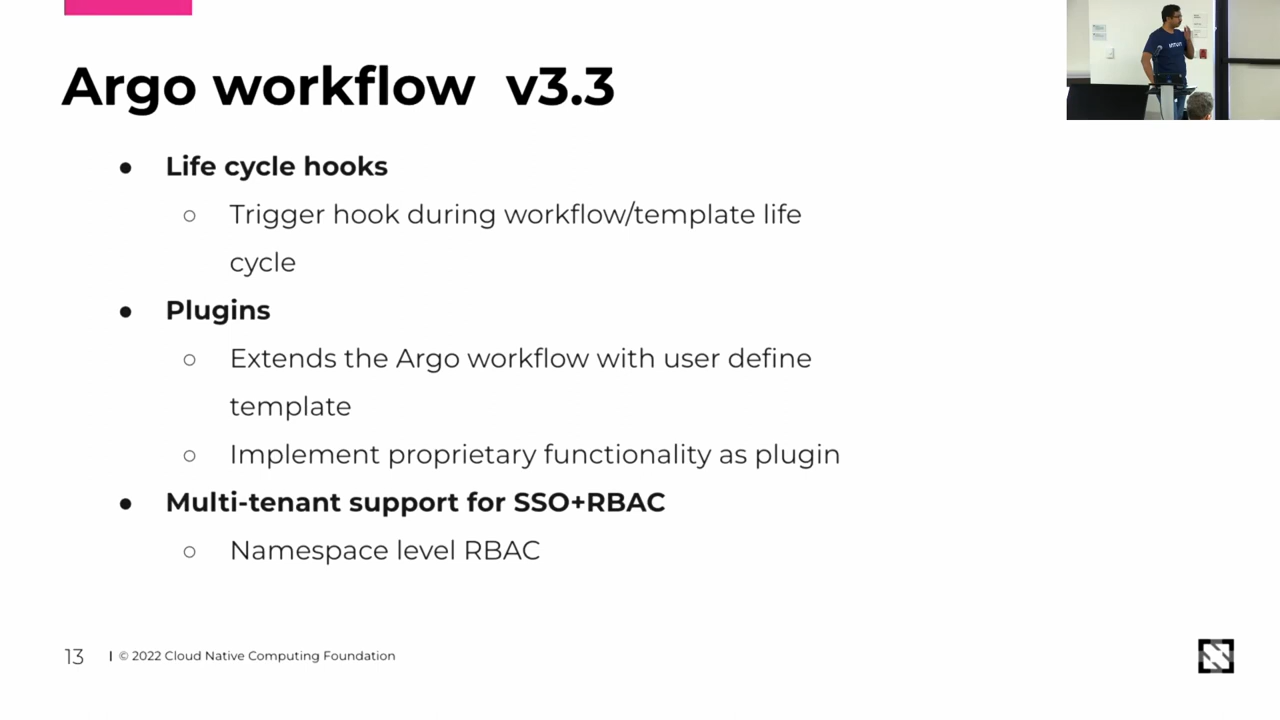 Argo workflow v3.3
● Life cycle hooks
○ Trigger hook during workflow/template life
cycle
● Plugins
○ Extends the Argo workflow with user define
template
○ Implement proprietary functionality as plugin
● Multi-tenant support for SSO+RBAC
○ Namespace level RBAC
13 | © 2022 Cloud Native Computing Foundation